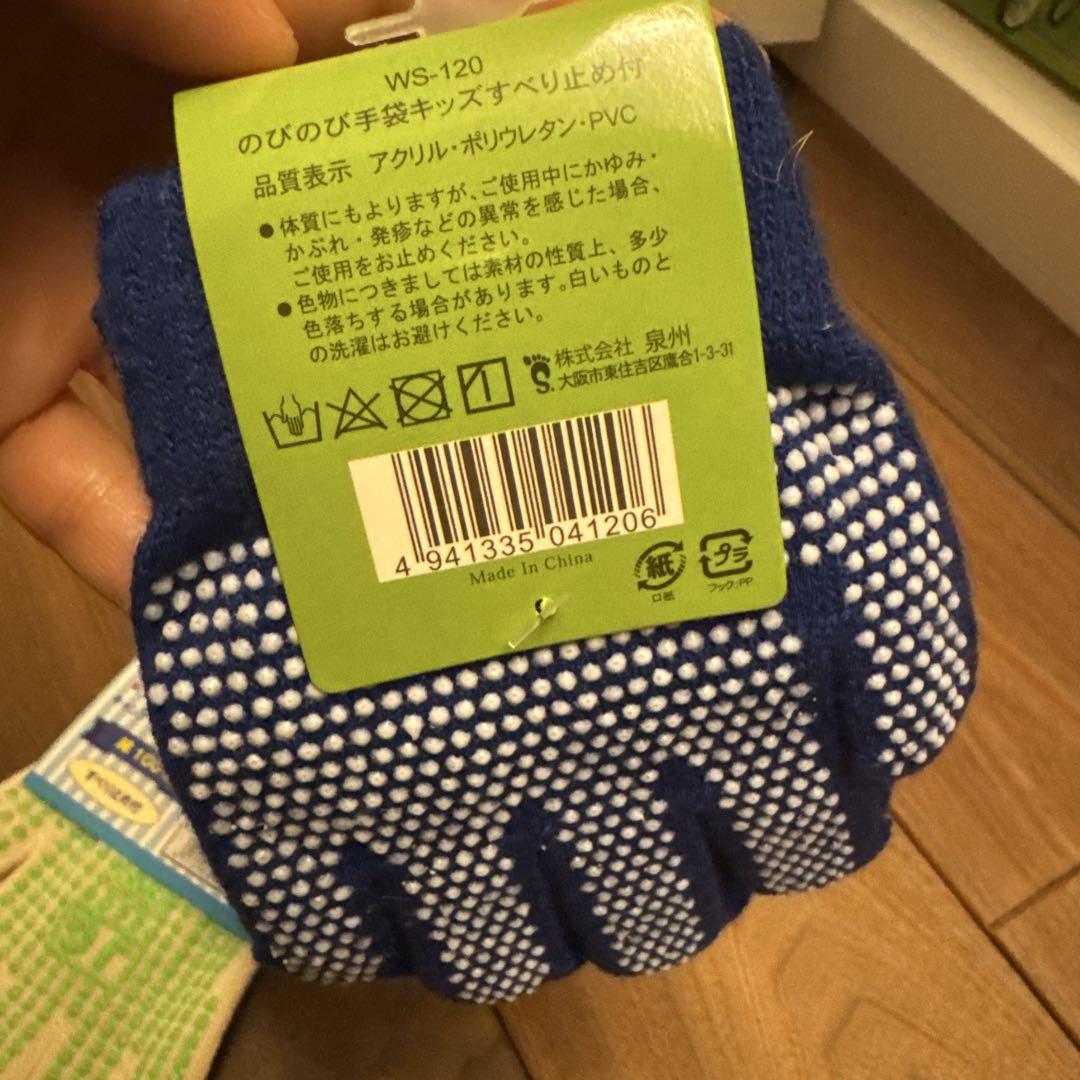 WS-120
のびのび手袋キッズすべり止め付
品質表示 アクリル・ポリウレタン・PVC
●体質にもよりますが、ご使用中にかゆみ・
かぶれ・発疹などの異常を感じた場合、
ご使用をお止めください。
●色物につきましては素材の性質上、多少
色落ちする場合があります。白いものと
の洗濯はお避けください。
株式会社 泉州
大阪市東住吉区鷹合1-3-31
4 941335 041206
Made In China
紙
口紙
プラ
フック:PP